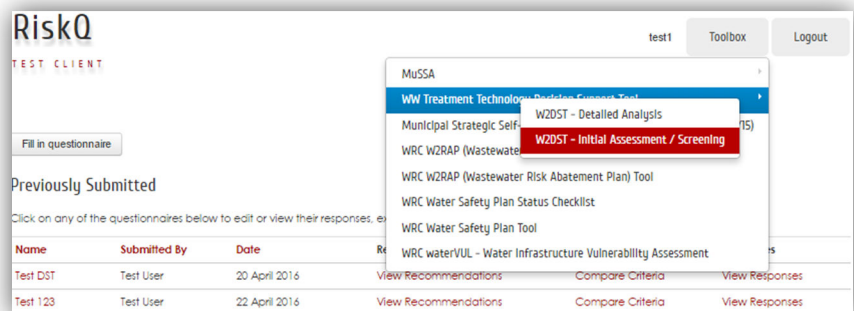 RiskQ
TEST CLIENT
test1 Toolbox Logout
MuSSA
WW Treatment Technology Decision Support Tool
W2DST - Detailed Analysis
Municipal Strategic Self- /15)
W2DST - Initial Assessment / Screening
Fill in questionnaire
WRC W2RAP (Wastewate
WRC W2RAP (Wastewater Risk Abatement Plan) Tool
Previously Submitted
WRC Water Safety Plan Status Checklist
Click on any of the questionnaires below to edit or view their responses, ex
WRC Water Safety Plan Tool
WRC waterVUL - Water Infrastructure Vulnerability Assessment
Name Submitted By Date Re s
Test DST Test User 20 April 2016 View Recommendations Compare Criteria View Responses
Test 123 Test User 22 April 2016 View Recommendations Compare Criteria View Responses